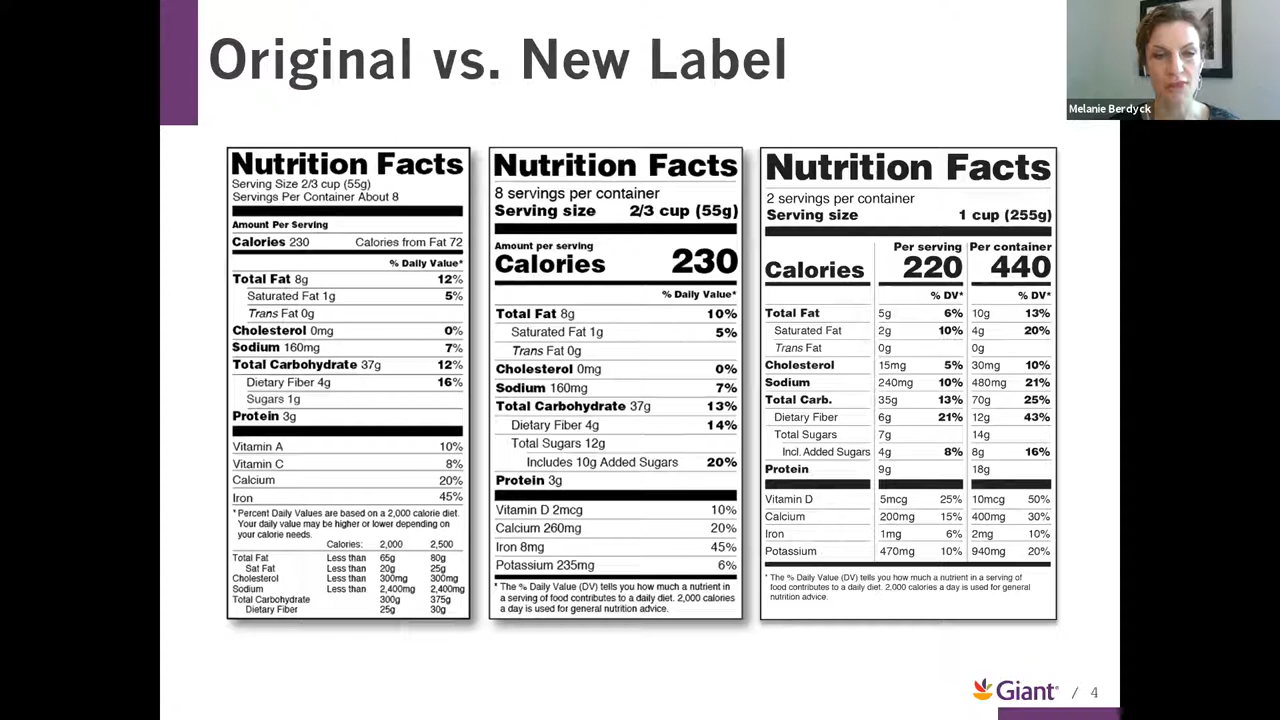 Original vs. New Label
Melanie Berdyck
Nutrition Facts
Serving Size 2/3 cup (55g)
Servings Per Container About 8
Amount Per Serving
Calories 230 Calories from Fat 72
% Daily Value*
Total Fat 8g 12%
Saturated Fat 1g 5%
Trans Fat 0g
Cholesterol 0mg 0%
Sodium 160mg 7%
Total Carbohydrate 37g 12%
Dietary Fiber 4g 16%
Sugars 1g
Protein 3g
Vitamin A 10%
Vitamin C 8%
Calcium 20%
Iron 45%
* Percent Daily Values are based on a 2,000 calorie diet.
Your daily value may be higher or lower depending on
your calorie needs.
Calories: 2,000 2,500
Total Fat Less than 65g 80g
Sat Fat Less than 20g 25g
Cholesterol Less than 300mg 300mg
Sodium Less than 2,400mg 2,400mg
Total Carbohydrate 300g 375g
Dietary Fiber 25g 30g
Nutrition Facts
8 servings per container
Serving size 2/3 cup (55g)
Amount per serving
Calories 230
% Daily Value*
Total Fat 8g 10%
Saturated Fat 1g 5%
Trans Fat 0g
Cholesterol 0mg 0%
Sodium 160mg 7%
Total Carbohydrate 37g 13%
Dietary Fiber 4g 14%
Total Sugars 12g
Includes 10g Added Sugars 20%
Protein 3g
Vitamin D 2mcg 10%
Calcium 260mg 20%
Iron 8mg 45%
Potassium 235mg 6%
* The % Daily Value (DV) tells you how much a nutrient in
a serving of food contributes to a daily diet. 2,000 calories
a day is used for general nutrition advice.
Nutrition Facts
2 servings per container
Serving size 1 cup (255g)
Per serving Per container
Calories 220 440
% DV* % DV*
Total Fat 5g 6% 10g 13%
Saturated Fat 2g 10% 4g 20%
Trans Fat 0g 0g
Cholesterol 15mg 5% 30mg 10%
Sodium 240mg 10% 480mg 21%
Total Carb. 35g 13% 70g 25%
Dietary Fiber 6g 21% 12g 43%
Total Sugars 7g 14g
Incl. Added Sugars 4g 8% 8g 16%
Protein 9g 18g
Vitamin D 5mcg 25% 10mcg 50%
Calcium 200mg 15% 400mg 30%
Iron 1mg 6% 2mg 10%
Potassium 470mg 10% 940mg 20%
* The % Daily Value (DV) tells you how much a nutrient in a serving of
food contributes to a daily diet. 2,000 calories a day is used for general
nutrition advice.
Giant / 4